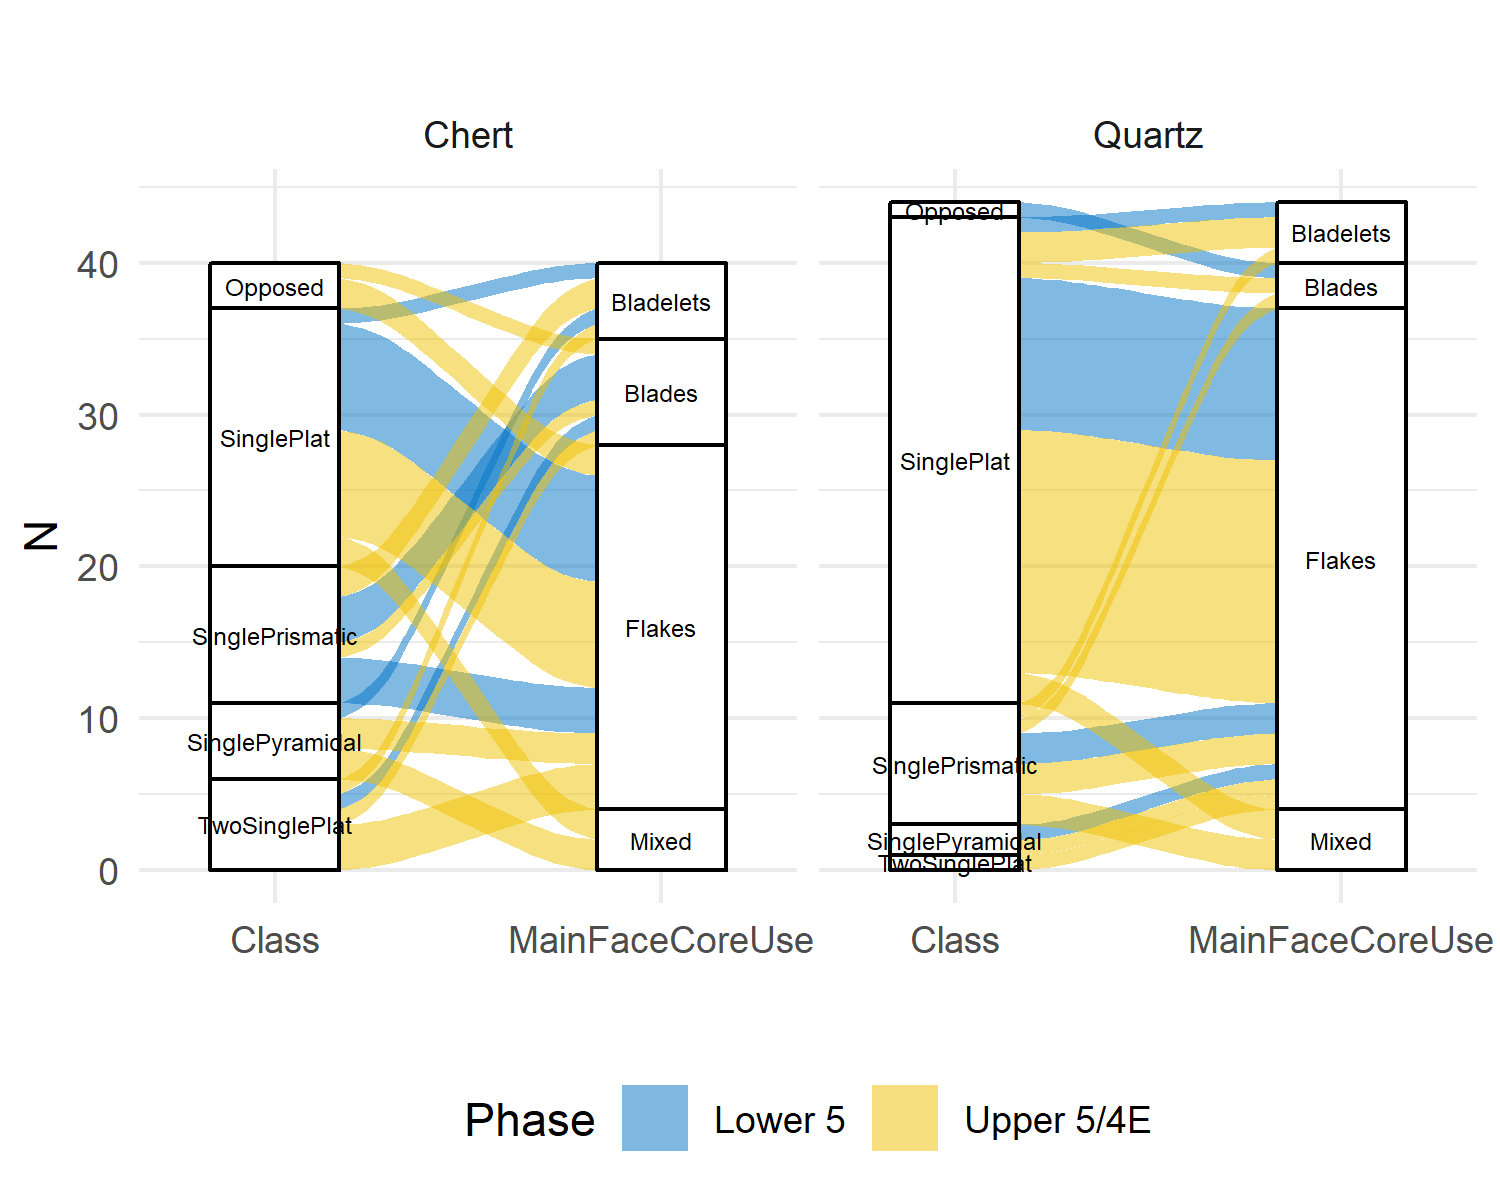 Chert
Quartz
N
40
30
20
10
0
Opposed
SinglePlat
SinglePrismatic
SinglePyramidal
TwoSinglePlat
Bladelets
Blades
Flakes
Mixed
Opposed
SinglePlat
SinglePrismatic
SinglePyramidal
TwoSinglePlat
Bladelets
Blades
Flakes
Mixed
Class
MainFaceCoreUse
Class
MainFaceCoreUse
Phase
Lower 5
Upper 5/4E